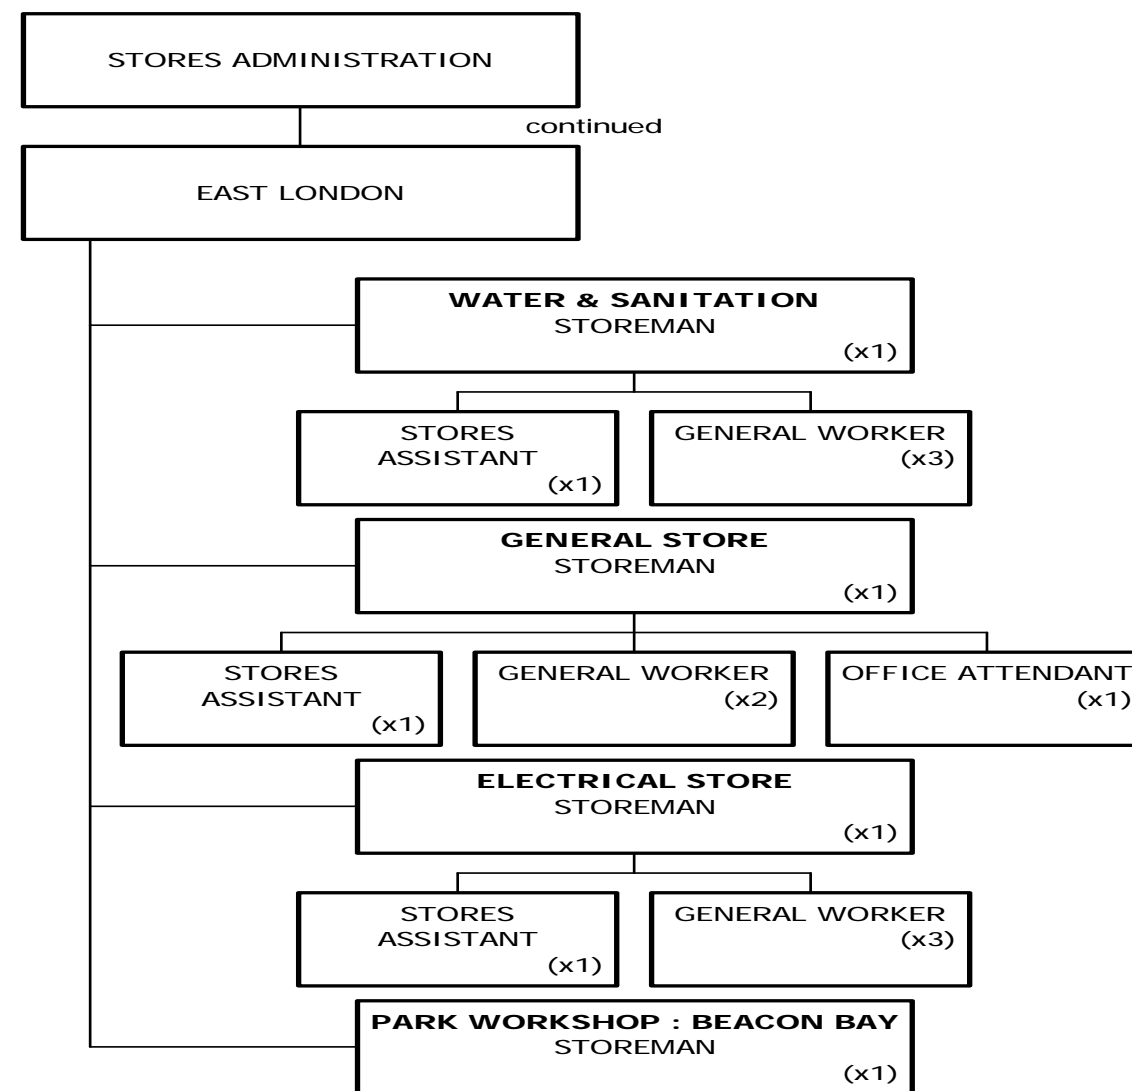 STORES ADMINISTRATION
continued
EAST LONDON
WATER & SANITATION
STOREMAN
(x1)
STORES
ASSISTANT
(x1)
GENERAL WORKER
(x3)
GENERAL STORE
STOREMAN
(x1)
STORES
ASSISTANT
(x1)
GENERAL WORKER
(x2)
OFFICE ATTENDANT
(x1)
ELECTRICAL STORE
STOREMAN
(x1)
STORES
ASSISTANT
(x1)
GENERAL WORKER
(x3)
PARK WORKSHOP : BEACON BAY
STOREMAN
(x1)